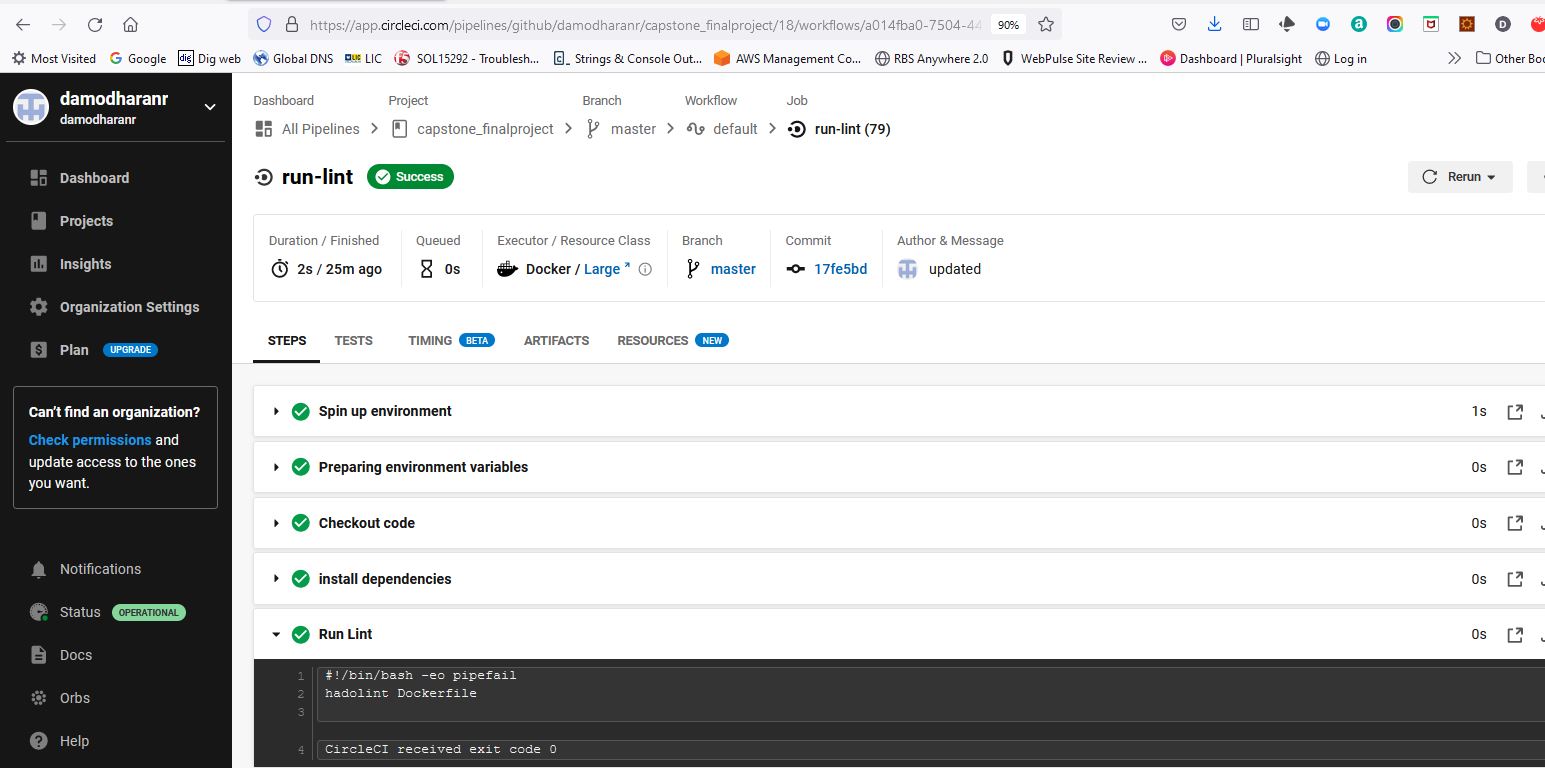 https://app.circleci.com/pipelines/github/damodharanr/capstone_finalproject/18/workflows/a014fba0-7504-44
90%
Most Visited
Google
Dig web
Global DNS
LIC
SOL15292 - Troublesh...
Strings & Console Out...
AWS Management Co...
RBS Anywhere 2.0
WebPulse Site Review ...
Dashboard | Pluralsight
Log in
Other Boo
damodharanr
damodharanr
Dashboard
Projects
Insights
Organization Settings
Plan UPGRADE
Can't find an organization?
Check permissions and
update access to the ones
you want.
Notifications
Status OPERATIONAL
Docs
Orbs
Help
Dashboard Project Branch Workflow Job
All Pipelines capstone_finalproject master default run-lint (79)
run-lint Success
Rerun
Duration / Finished Queued Executor / Resource Class Branch Commit Author & Message
2s / 25m ago 0s Docker / Large master 17fe5bd updated
STEPS TESTS TIMING BETA ARTIFACTS RESOURCES NEW
Spin up environment 1s
Preparing environment variables 0s
Checkout code 0s
install dependencies 0s
Run Lint 0s
1 #!/bin/bash -eo pipefail
2 hadolint Dockerfile
3
4 CircleCI received exit code 0